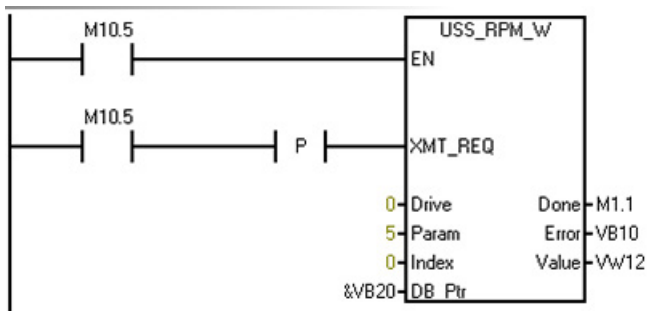 M10.5
USS_RPM_W
EN
M10.5
P
XMT_REQ
0 Drive Done M1.1
5 Param Error VB10
0 Index Value VW12
&VB20 DB_Ptr